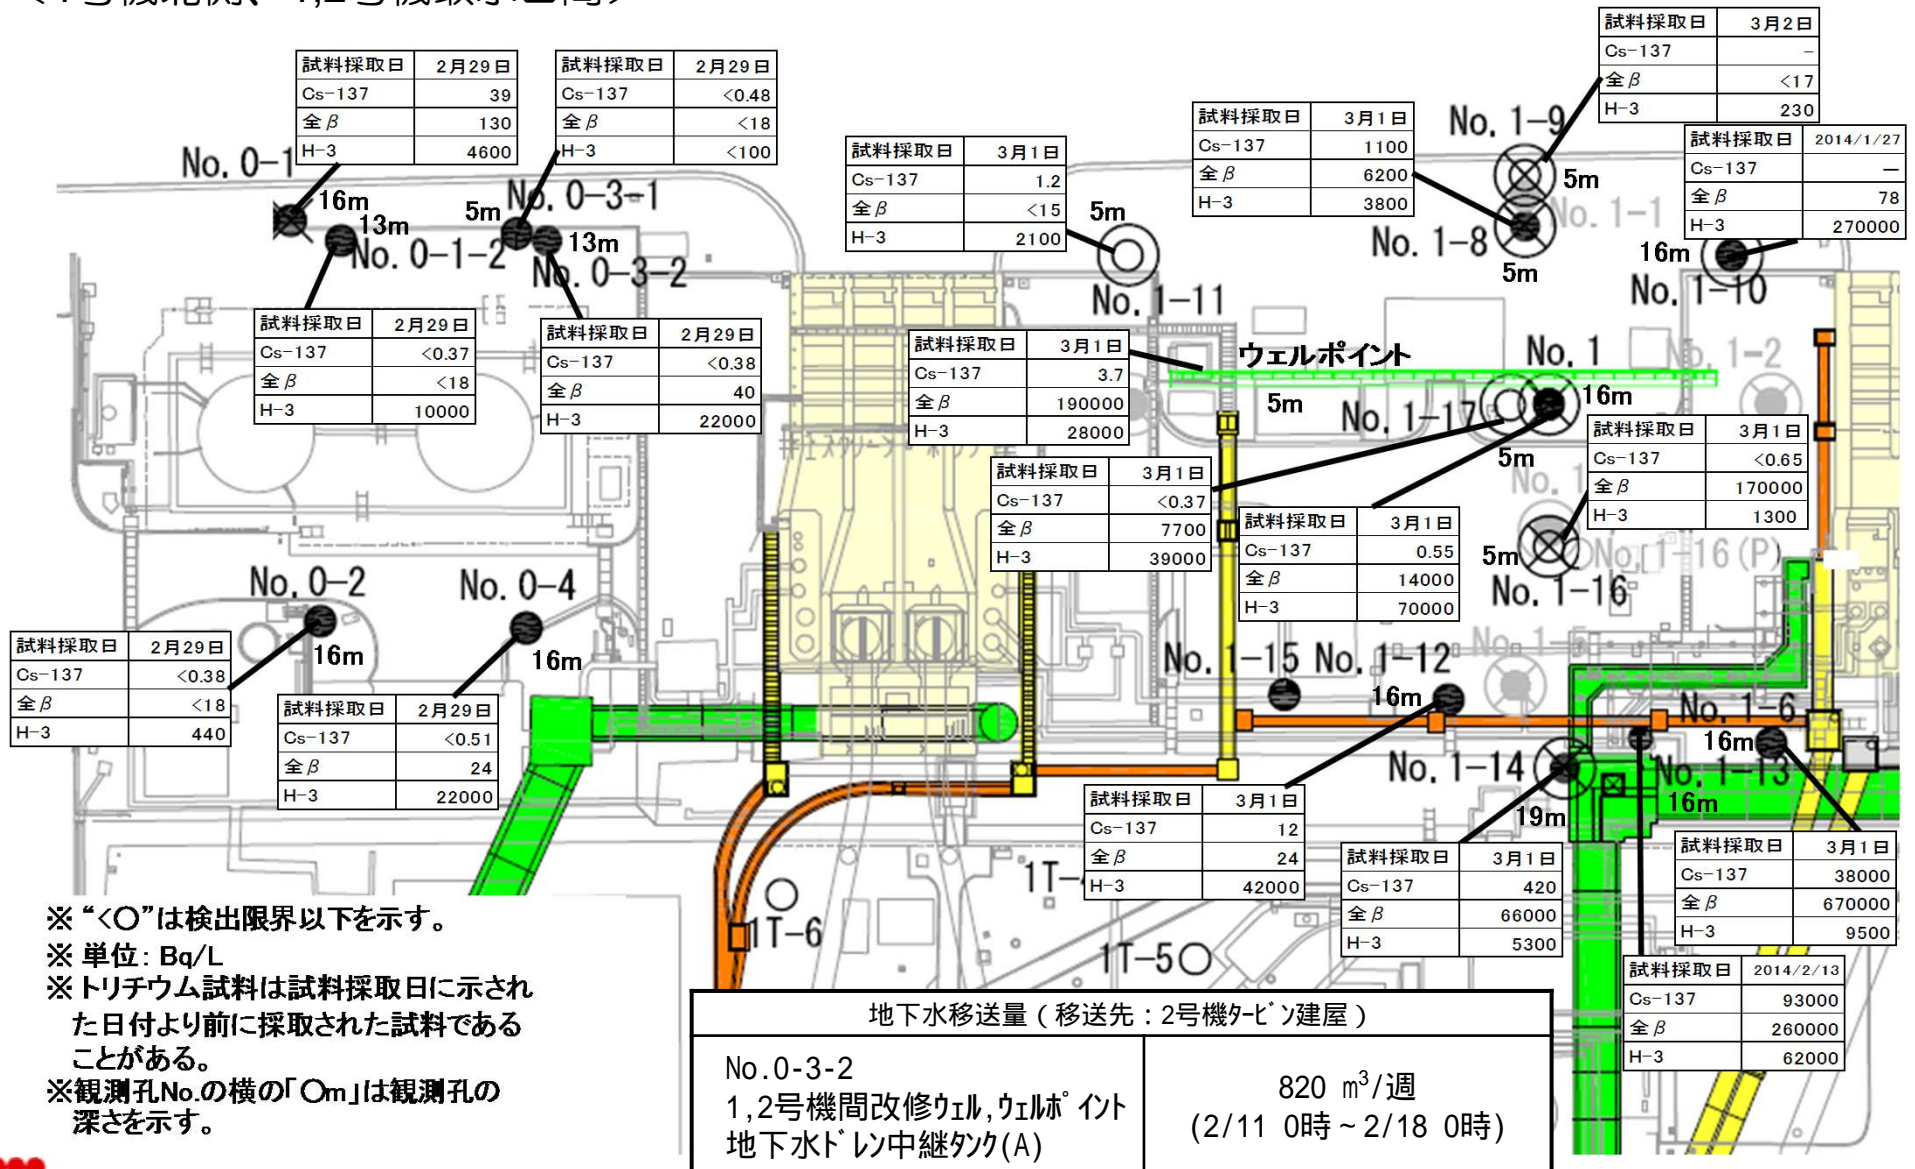 試料採取日 3月2日
Cs-137 -
全β <17
H-3 230
試料採取日 2月29日
Cs-137 39
全β 130
H-3 4600
試料採取日 2月29日
Cs-137 <0.48
全β <18
H-3 <100
試料採取日 3月1日
Cs-137 1.2
全β <15
H-3 2100
試料採取日 3月1日
Cs-137 1100
全β 6200
H-3 3800
試料採取日 2014/1/27
Cs-137 —
全β 78
H-3 270000
No. 0-1
16m
13m
No. 0-1-2
5m
No. 0-3-1
13m
No. 0-3-2
5m
No. 1-11
No. 1-9
5m
No. 1-1
No. 1-8
5m
16m
No. 1-10
試料採取日 2月29日
Cs-137 <0.37
全β <18
H-3 10000
試料採取日 2月29日
Cs-137 <0.38
全β 40
H-3 22000
試料採取日 3月1日
Cs-137 3.7
全β 190000
H-3 28000
ウェルポイント
5m
No. 1
No. 1-2
16m
No. 1-17
5m
試料採取日 3月1日
Cs-137 <0.65
全β 170000
H-3 1300
試料採取日 3月1日
Cs-137 <0.37
全β 7700
H-3 39000
試料採取日 3月1日
Cs-137 0.55
全β 14000
H-3 70000
5m
No. 1-16(P)
No. 1-16
No. 0-2
16m
No. 0-4
16m
No. 1-15
No. 1-12
16m
No. 1-6
16m
No. 1-14
19m
No. 1-13
16m
試料採取日 2月29日
Cs-137 <0.38
全β <18
H-3 440
試料採取日 2月29日
Cs-137 <0.51
全β 24
H-3 22000
試料採取日 3月1日
Cs-137 12
全β 24
H-3 42000
試料採取日 3月1日
Cs-137 420
全β 66000
H-3 5300
試料採取日 3月1日
Cs-137 38000
全β 670000
H-3 9500
試料採取日 2014/2/13
Cs-137 93000
全β 260000
H-3 62000
1T-6
1T-5
※“<○”は検出限界以下を示す。
※ 単位: Bq/L
※トリチウム試料は試料採取日に示され
た日付より前に採取された試料である
ことがある。
※観測孔No.の横の「○m」は観測孔の
深さを示す。
地下水移送量(移送先:2号機ﾀｰﾋﾞﾝ建屋)
No.0-3-2
1,2号機間改修ｳｪﾙ,ｳｪﾙﾎﾟｲﾝﾄ
地下水ﾄﾞﾚﾝ中継ﾀﾝｸ(A)
820 m³/週
(2/11 0時~2/18 0時)